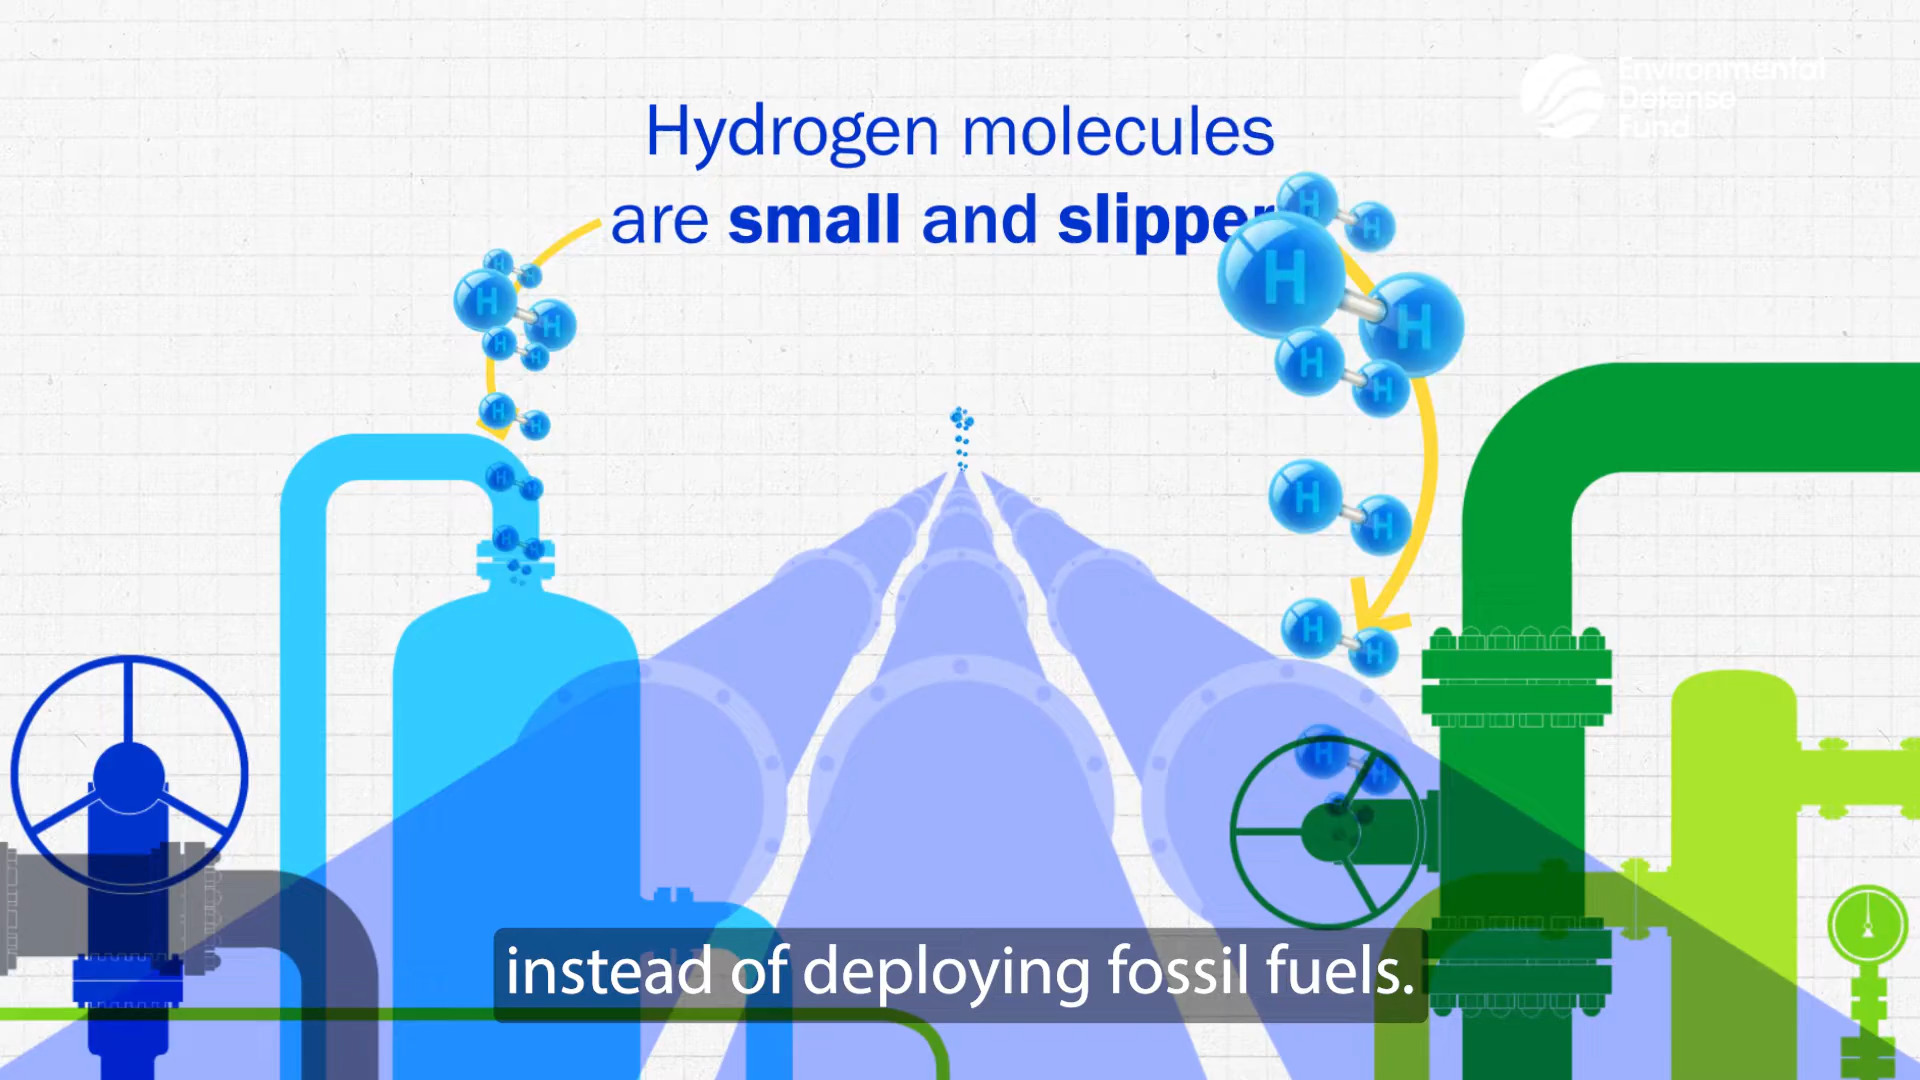 Environmental
Defense
Fund
Hydrogen molecules
are small and slipper
H H
H H
H H
H H
H H
H H
H H
H H
H H
H H
H H
H H
instead of deploying fossil fuels.